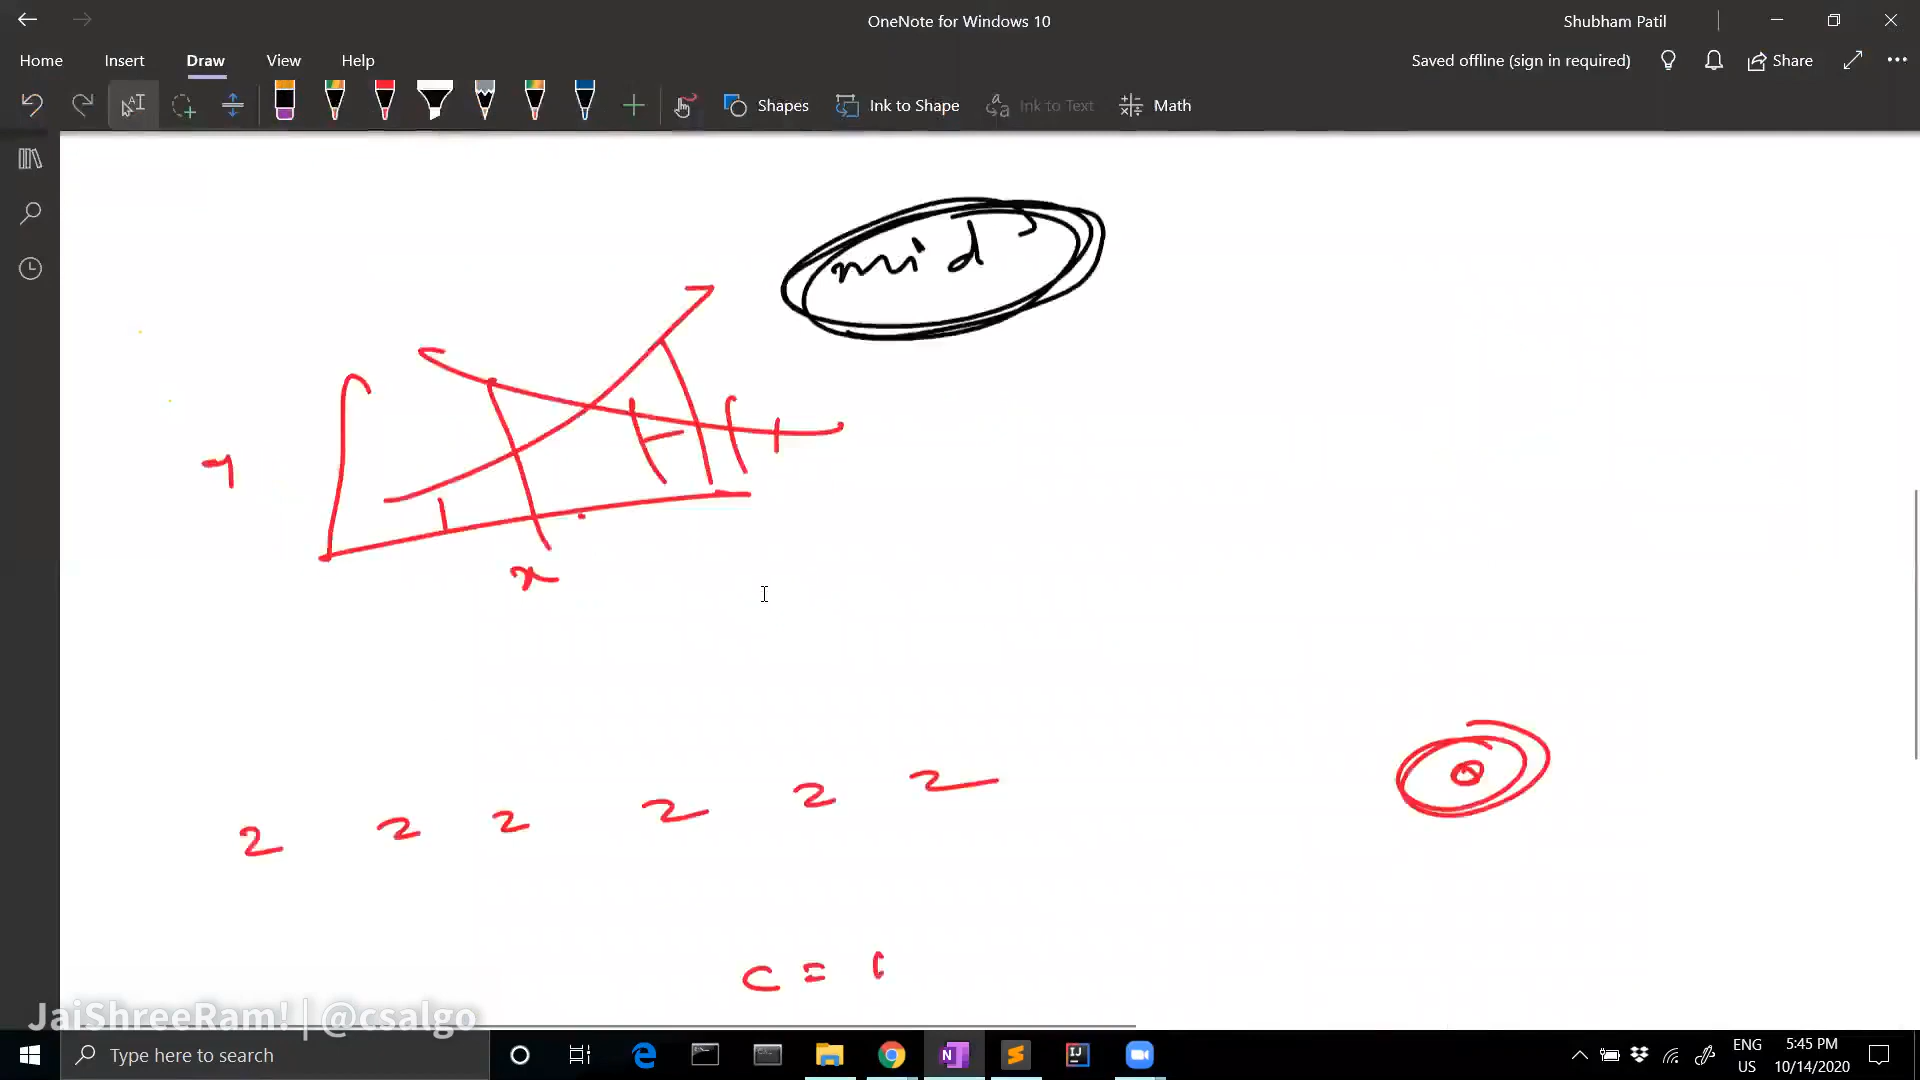 OneNote for Windows 10
Shubham Patil
Home Insert Draw View Help
Saved offline (sign in required)
Share
Shapes
Ink to Shape
Ink to Text
Math
mid
x
2 2 2 2 2 2
c =
JaiShreeRam! | @csalgo
Type here to search
ENG
US
5:45 PM
10/14/2020